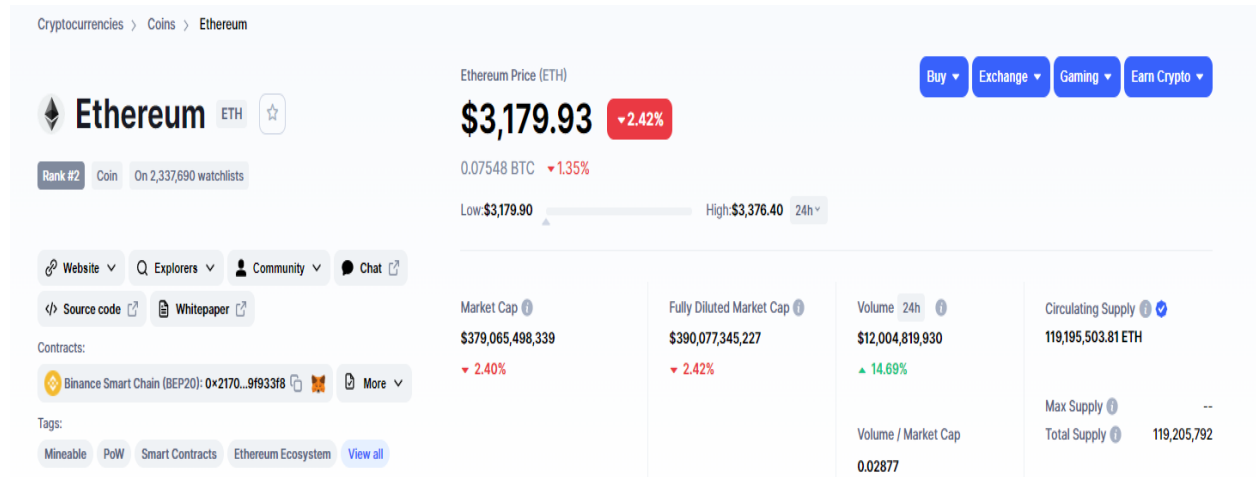 Cryptocurrencies > Coins > Ethereum
Ethereum ETH
Rank #2 Coin On 2,337,690 watchlists
Website Explorers Community Chat
Source code Whitepaper
Contracts:
Binance Smart Chain (BEP20): 0×2170...9f933f8 More
Tags:
Mineable PoW Smart Contracts Ethereum Ecosystem View all
Ethereum Price (ETH)
$3,179.93 2.42%
0.07548 BTC 1.35%
Low:$3,179.90 High:$3,376.40 24h
Buy Exchange Gaming Earn Crypto
Market Cap
$379,065,498,339
2.40%
Fully Diluted Market Cap
$390,077,345,227
2.42%
Volume 24h
$12,004,819,930
14.69%
Volume / Market Cap
0.02877
Circulating Supply
119,195,503.81 ETH
Max Supply --
Total Supply 119,205,792